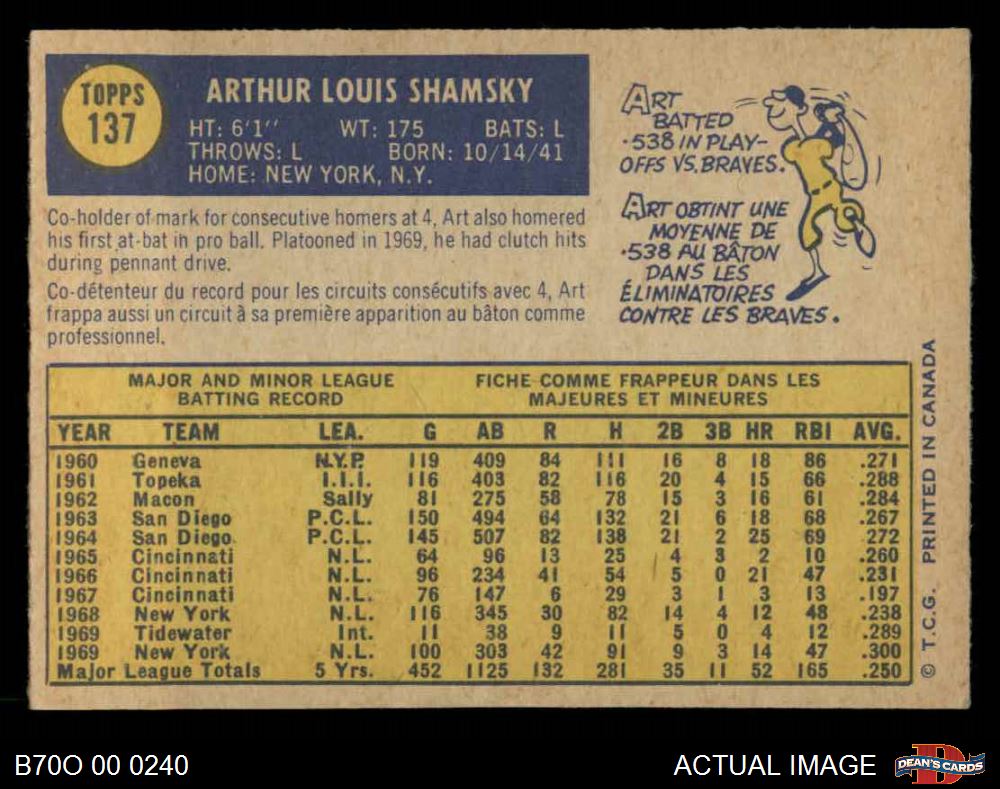 TOPPS
137
ARTHUR LOUIS SHAMSKY
HT: 6'1" WT: 175 BATS: L
THROWS: L BORN: 10/14/41
HOME: NEW YORK, N.Y.
Co-holder of mark for consecutive homers at 4, Art also homered
his first at-bat in pro ball. Platooned in 1969, he had clutch hits
during pennant drive.
Co-détenteur du record pour les circuits consécutifs avec 4, Art
frappa aussi un circuit à sa première apparition au bâton comme
professionnel.
ART
BATTED
.538 IN PLAY-
OFFS VS. BRAVES.
ART OBTINT UNE
MOYENNE DE
.538 AU BÂTON
DANS LES
ÉLIMINATOIRES
CONTRE LES BRAVES.
MAJOR AND MINOR LEAGUE
BATTING RECORD
FICHE COMME FRAPPEUR DANS LES
MAJEURES ET MINEURES
YEAR TEAM LEA. G AB R H 2B 3B HR RBI AVG.
1960 Geneva N.Y.P. 119 409 84 111 16 8 18 86 .271
1961 Topeka I.I.I. 116 403 82 116 20 4 15 66 .288
1962 Macon Sally 81 275 58 78 15 3 16 61 .284
1963 San Diego P.C.L. 150 494 64 132 21 6 18 68 .267
1964 San Diego P.C.L. 145 507 82 138 21 2 25 69 .272
1965 Cincinnati N.L. 64 96 13 25 4 3 2 10 .260
1966 Cincinnati N.L. 96 234 41 54 5 0 21 47 .231
1967 Cincinnati N.L. 76 147 6 29 3 1 3 13 .197
1968 New York N.L. 116 345 30 82 14 4 12 48 .238
1969 Tidewater Int. 11 38 9 11 5 0 4 12 .289
1969 New York N.L. 100 303 42 91 9 3 14 47 .300
Major League Totals 5 Yrs. 452 1125 132 281 35 11 52 165 .250
© T.C.G. PRINTED IN CANADA
B70O 00 0240
ACTUAL IMAGE
D
DEAN'S CARDS